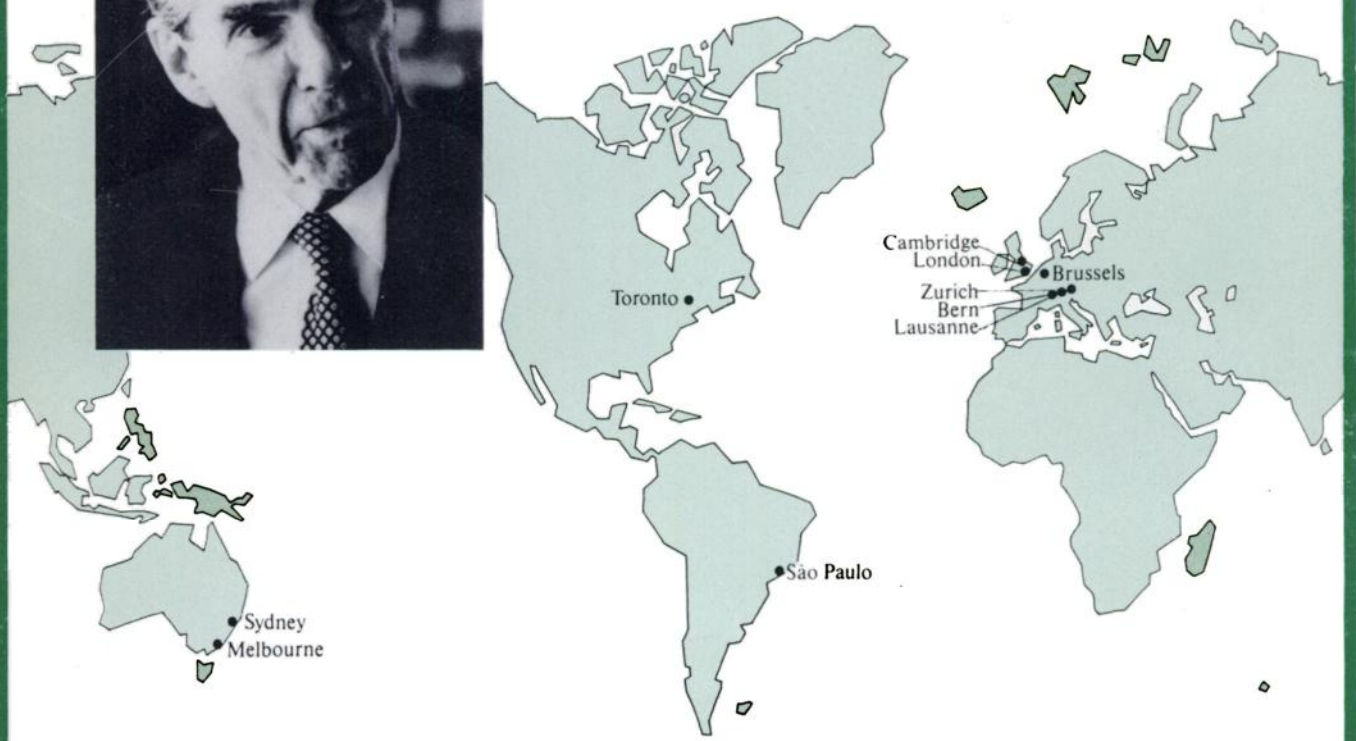 Cambridge
London
Brussels
Zurich
Bern
Lausanne
Toronto
São Paulo
Sydney
Melbourne